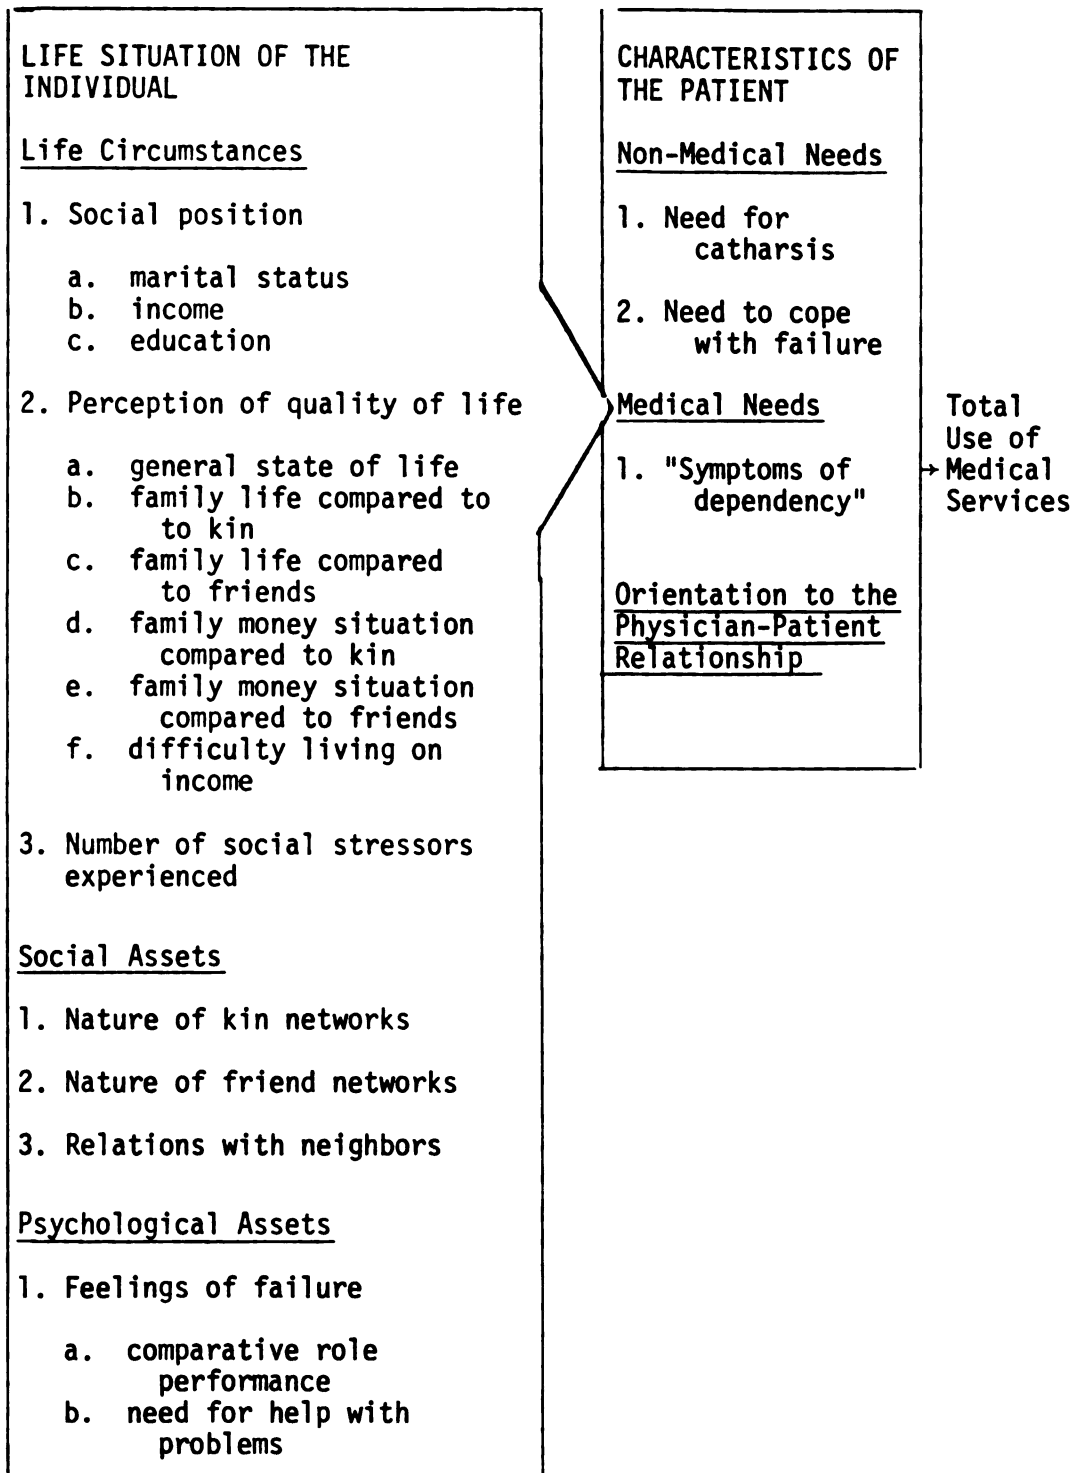 LIFE SITUATION OF THE
INDIVIDUAL
Life Circumstances
1. Social position
a. marital status
b. income
c. education
2. Perception of quality of life
a. general state of life
b. family life compared to
to kin
c. family life compared
to friends
d. family money situation
compared to kin
e. family money situation
compared to friends
f. difficulty living on
income
3. Number of social stressors
experienced
Social Assets
1. Nature of kin networks
2. Nature of friend networks
3. Relations with neighbors
Psychological Assets
1. Feelings of failure
a. comparative role
performance
b. need for help with
problems
CHARACTERISTICS OF
THE PATIENT
Non-Medical Needs
1. Need for
catharsis
2. Need to cope
with failure
Medical Needs
1. "Symptoms of
dependency"
Orientation to the
Physician-Patient
Relationship
Total
Use of
Medical
Services